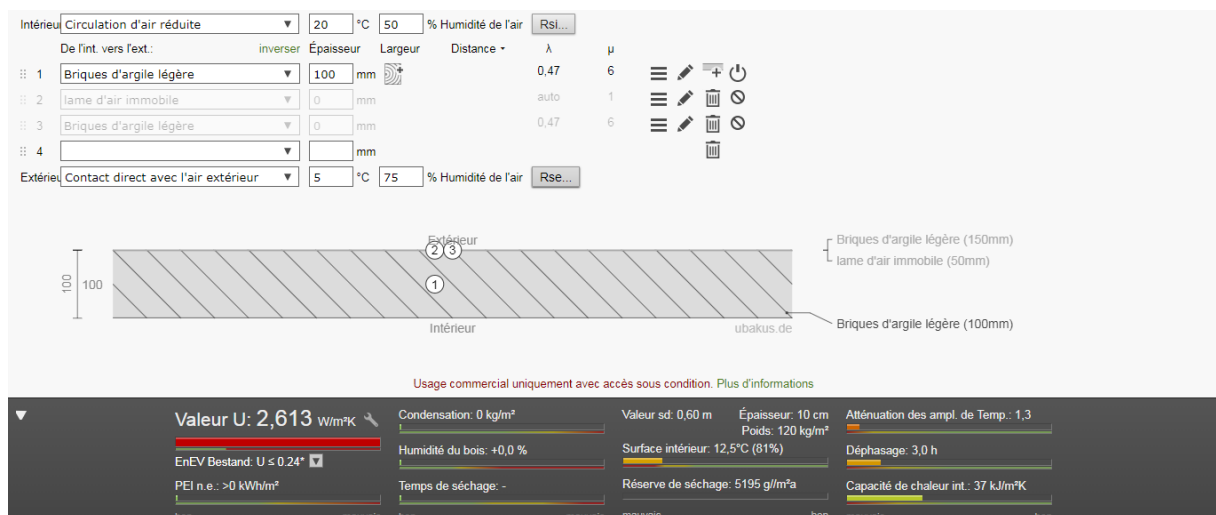 Intérieu Circulation d'air réduite ▼ 20 °C 50 % Humidité de l'air Rsi...
De l'int. vers l'ext.: inverser Épaisseur Largeur Distance λ μ
1 Briques d'argile légère ▼ 100 mm 0,47 6
2 lame d'air immobile ▼ 0 mm auto 1
3 Briques d'argile légère ▼ 0 mm 0,47 6
4 ▼ mm
Extérieu Contact direct avec l'air extérieur ▼ 5 °C 75 % Humidité de l'air Rse...
Extérieur
2 3
Briques d'argile légère (150mm)
lame d'air immobile (50mm)
100 100
1
Intérieur ubakus.de
Briques d'argile légère (100mm)
Usage commercial uniquement avec accès sous condition. Plus d'informations
Valeur U: 2,613 W/m²K
EnEV Bestand: U ≤ 0.24*
PEI n.e.: >0 kWh/m²
Condensation: 0 kg/m²
Humidité du bois: +0,0 %
Temps de séchage: -
Valeur sd: 0,60 m Épaisseur: 10 cm
Poids: 120 kg/m²
Surface intérieur: 12,5°C (81%)
Réserve de séchage: 5195 g//m²a
Atténuation des ampl. de Temp.: 1,3
Déphasage: 3,0 h
Capacité de chaleur int.: 37 kJ/m²K